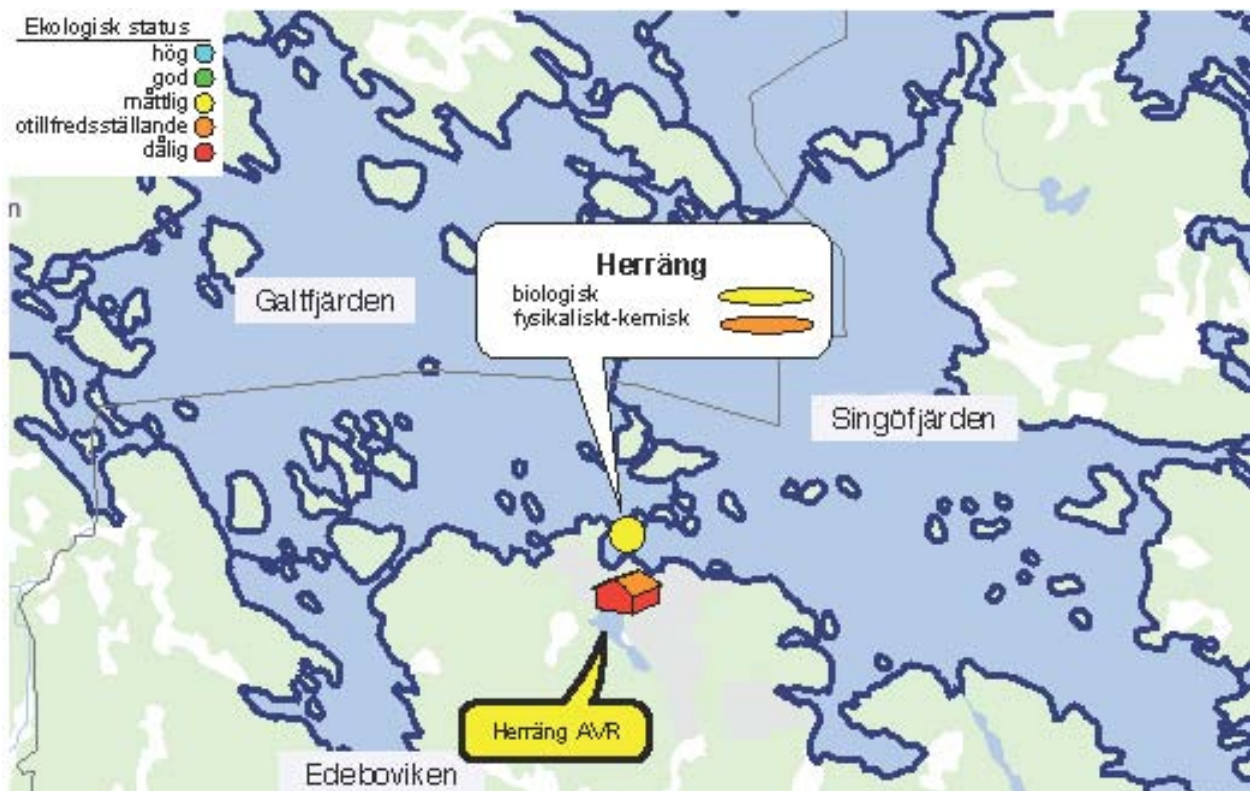 Ekologisk status
hög
god
måttlig
otillfredsställande
dålig
n
Herräng
biologisk
fysikaliskt-kemisk
Galtfjärden
Singöfjärden
Herräng AVR
Edeboviken